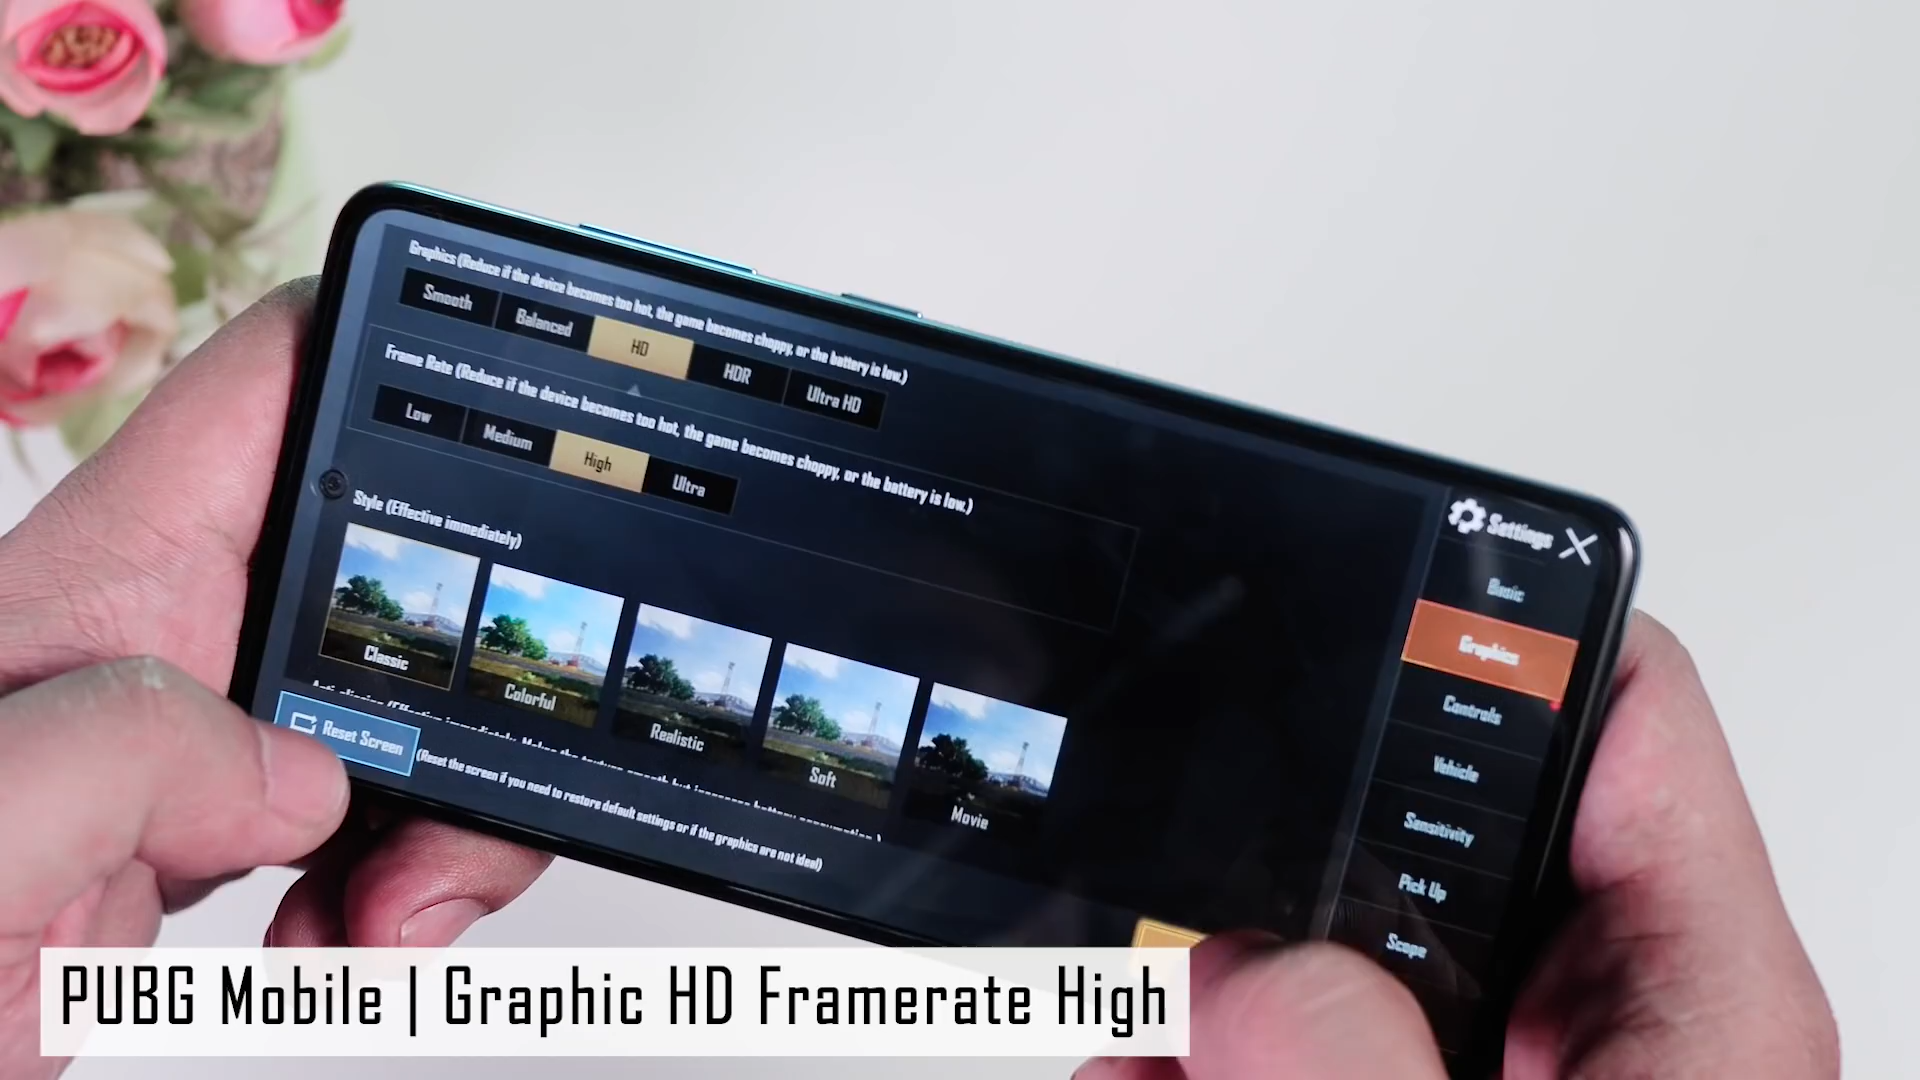 Graphics (Reduce if the device becomes too hot, the game becomes choppy, or the battery is low.)
Smooth Balanced HD HDR Ultra HD
Frame Rate (Reduce if the device becomes too hot, the game becomes choppy, or the battery is low.)
Low Medium High Ultra
Style (Effective immediately)
Classic Colorful Realistic Soft Movie
Reset Screen
(Reset the screen if you need to restore default settings or if the graphics are not ideal)
Settings
Basic
Graphics
Controls
Vehicle
Sensitivity
Pick Up
Scope
PUBG Mobile | Graphic HD Framerate High